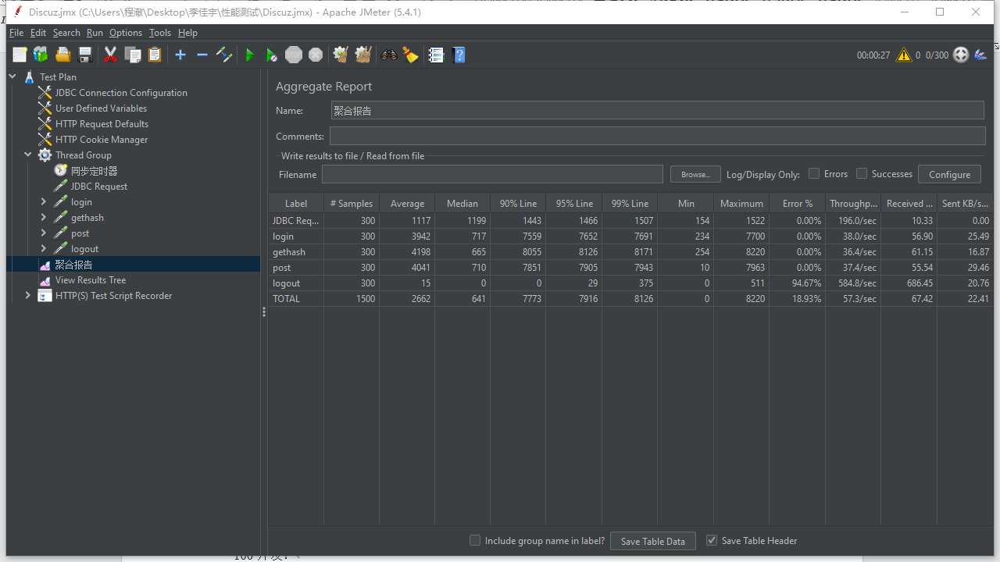 Discuz.jmx (C:\Users\程澈\Desktop\李佳宇\性能测试\Discuz.jmx) - Apache JMeter (5.4.1)
File Edit Search Run Options Tools Help
00:00:27 0 0/300
Test Plan
JDBC Connection Configuration
User Defined Variables
HTTP Request Defaults
HTTP Cookie Manager
Thread Group
同步定时器
JDBC Request
login
gethash
post
logout
聚合报告
View Results Tree
HTTP(S) Test Script Recorder
Aggregate Report
Name: 聚合报告
Comments:
Write results to file / Read from file
Filename Browse... Log/Display Only: Errors Successes Configure
Label # Samples Average Median 90% Line 95% Line 99% Line Min Maximum Error % Throughp... Received ... Sent KB/s...
JDBC Req... 300 1117 1199 1443 1466 1507 154 1522 0.00% 196.0/sec 10.33 0.00
login 300 3942 717 7559 7652 7691 234 7700 0.00% 38.0/sec 56.90 25.49
gethash 300 4198 665 8055 8126 8171 254 8220 0.00% 36.4/sec 61.15 16.87
post 300 4041 710 7851 7905 7943 10 7963 0.00% 37.4/sec 55.54 29.46
logout 300 15 0 0 29 375 0 511 94.67% 584.8/sec 686.45 20.76
TOTAL 1500 2662 641 7773 7916 8126 0 8220 18.93% 57.3/sec 67.42 22.41
Include group name in label? Save Table Data Save Table Header